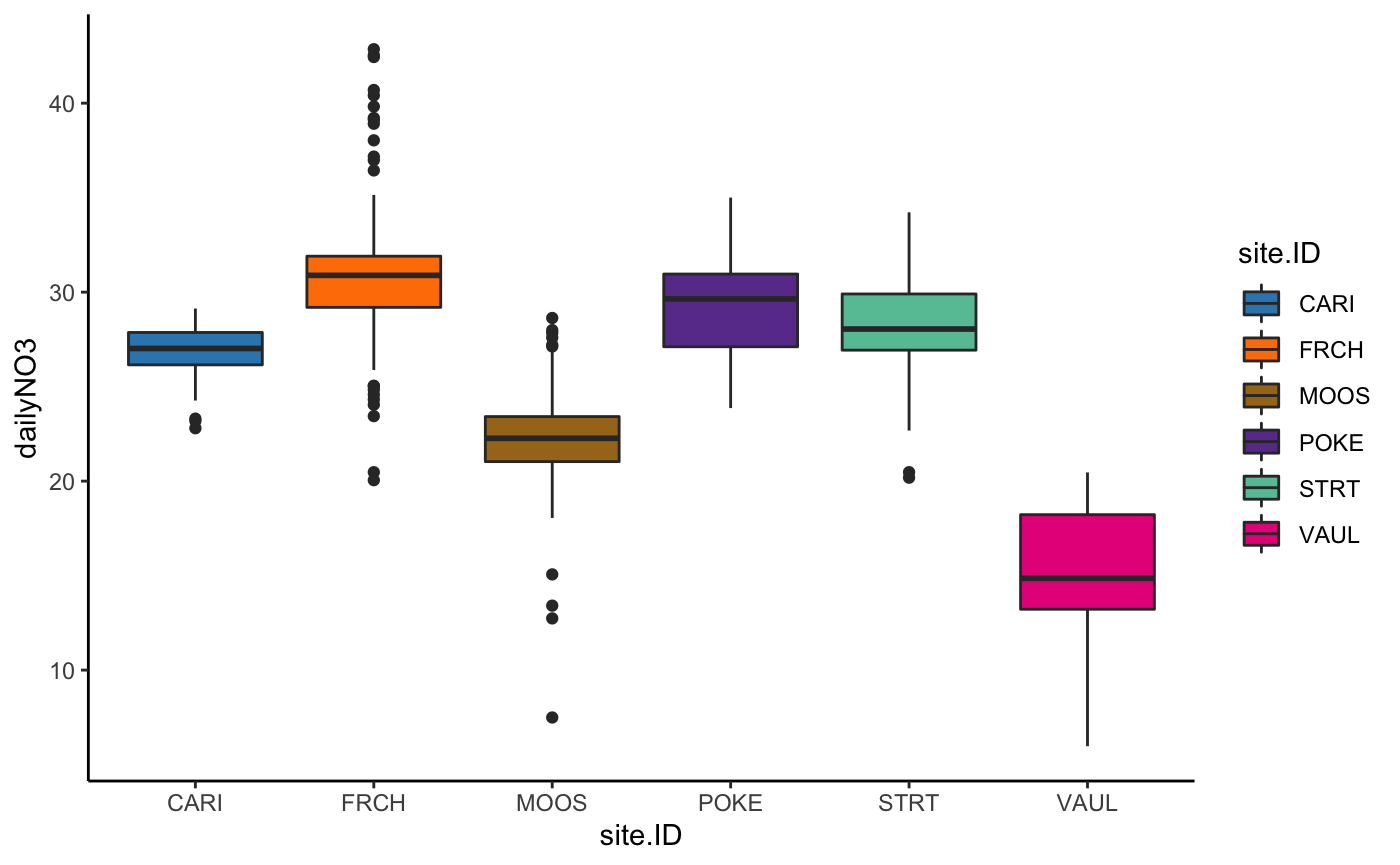 40
30
20
10
dailyNO3
CARI FRCH MOOS POKE STRT VAUL
site.ID
site.ID
CARI
FRCH
MOOS
POKE
STRT
VAUL